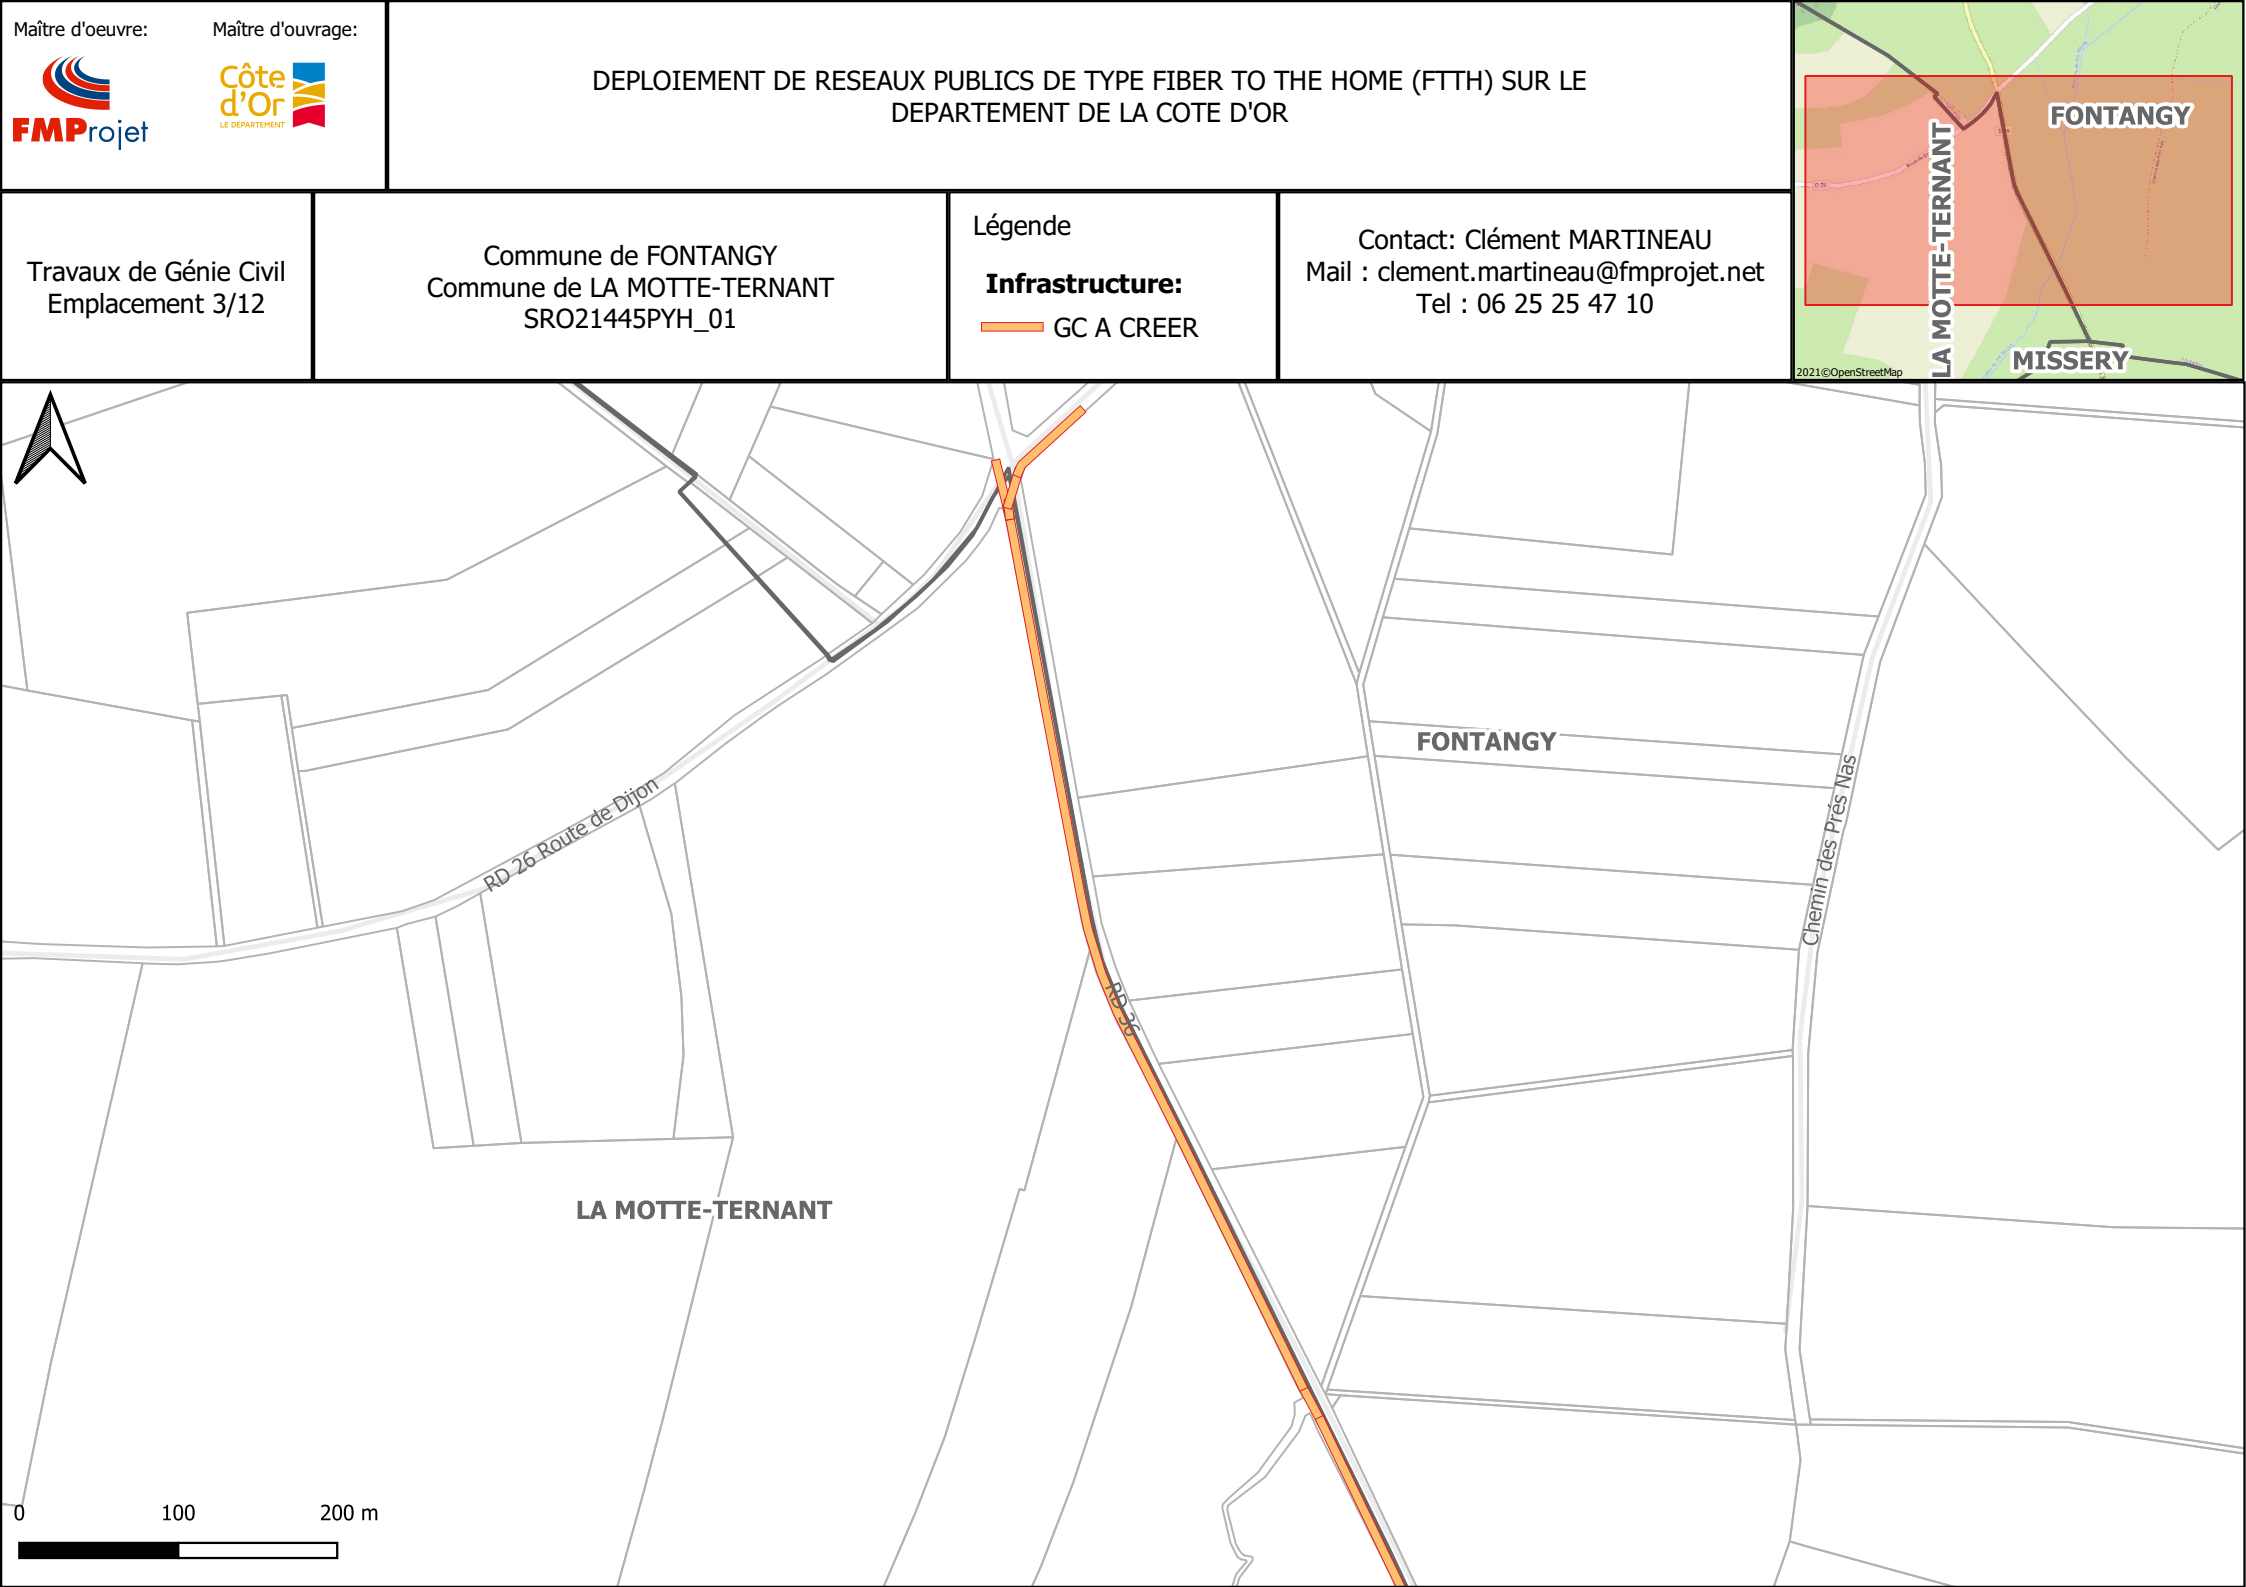 Maître d'oeuvre:
Maître d'ouvrage:
FMProjet
Côte
d'Or
LE DÉPARTEMENT
DEPLOIEMENT DE RESEAUX PUBLICS DE TYPE FIBER TO THE HOME (FTTH) SUR LE
DEPARTEMENT DE LA COTE D'OR
Travaux de Génie Civil
Emplacement 3/12
Commune de FONTANGY
Commune de LA MOTTE-TERNANT
SRO21445PYH_01
Légende
Infrastructure:
GC A CREER
Contact: Clément MARTINEAU
Mail : clement.martineau@fmprojet.net
Tel : 06 25 25 47 10
FONTANGY
LA MOTTE-TERNANT
MISSERY
2021©OpenStreetMap
FONTANGY
RD 26 Route de Dijon
Chemin des Prés Nas
RD 36
LA MOTTE-TERNANT
0 100 200 m